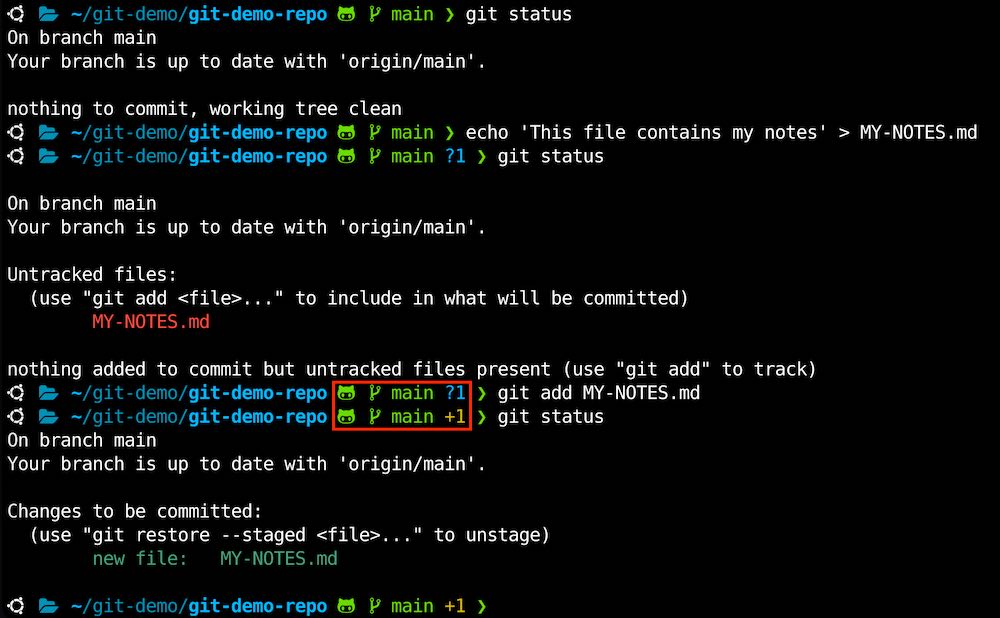 ~/git-demo/git-demo-repo main ❯ git status
On branch main
Your branch is up to date with 'origin/main'.
nothing to commit, working tree clean
~/git-demo/git-demo-repo main ❯ echo 'This file contains my notes' > MY-NOTES.md
~/git-demo/git-demo-repo main ?1 ❯ git status
On branch main
Your branch is up to date with 'origin/main'.
Untracked files:
(use "git add <file>..." to include in what will be committed)
MY-NOTES.md
nothing added to commit but untracked files present (use "git add" to track)
~/git-demo/git-demo-repo main ?1 ❯ git add MY-NOTES.md
~/git-demo/git-demo-repo main +1 ❯ git status
On branch main
Your branch is up to date with 'origin/main'.
Changes to be committed:
(use "git restore --staged <file>..." to unstage)
new file: MY-NOTES.md
~/git-demo/git-demo-repo main +1 ❯